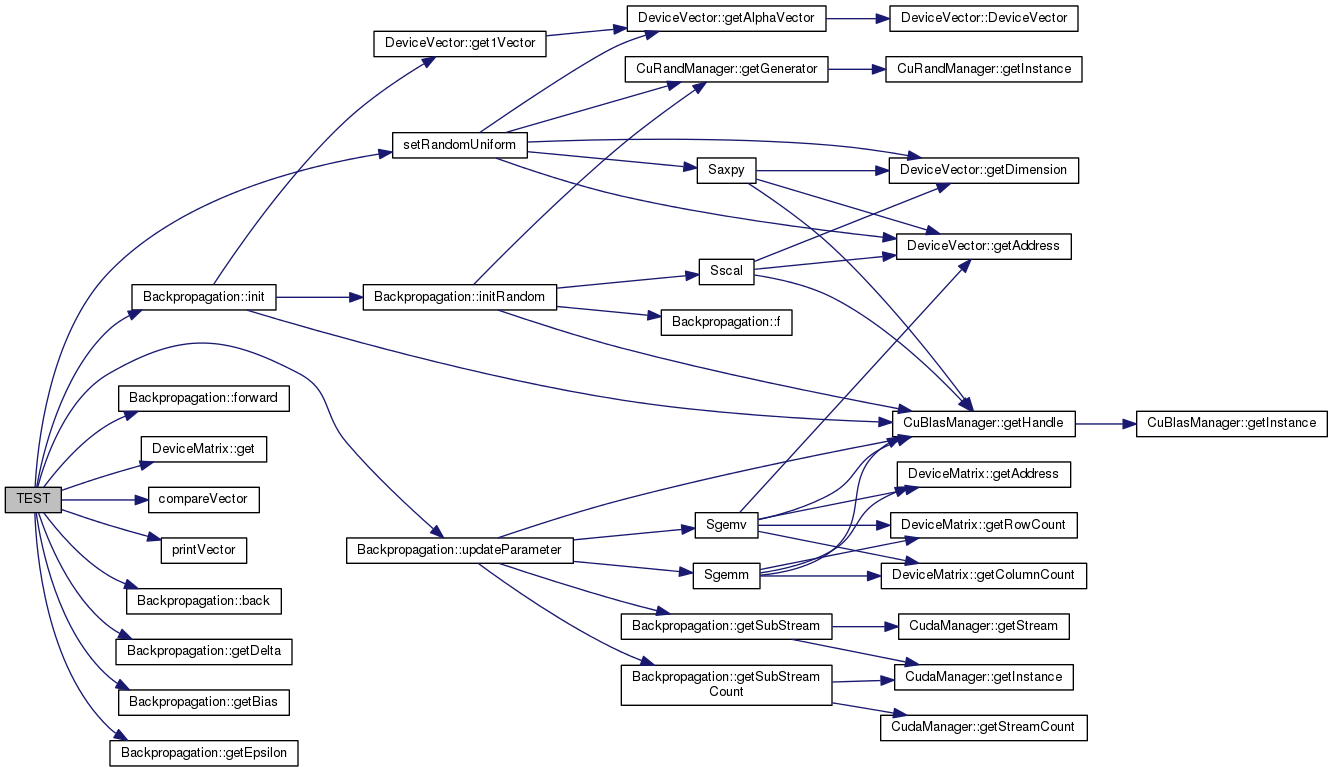 DeviceVector::getAlphaVector
DeviceVector::DeviceVector
DeviceVector::get1Vector
CuRandManager::getGenerator
CuRandManager::getInstance
setRandomUniform
Saxpy
DeviceVector::getDimension
DeviceVector::getAddress
Sscal
Backpropagation::init
Backpropagation::initRandom
Backpropagation::f
Backpropagation::forward
CuBlasManager::getHandle
CuBlasManager::getInstance
DeviceMatrix::get
DeviceMatrix::getAddress
TEST
compareVector
Sgemv
DeviceMatrix::getRowCount
printVector
Backpropagation::updateParameter
Sgemm
DeviceMatrix::getColumnCount
Backpropagation::back
Backpropagation::getSubStream
CudaManager::getStream
Backpropagation::getDelta
Backpropagation::getSubStream
Count
CudaManager::getInstance
Backpropagation::getBias
CudaManager::getStreamCount
Backpropagation::getEpsilon